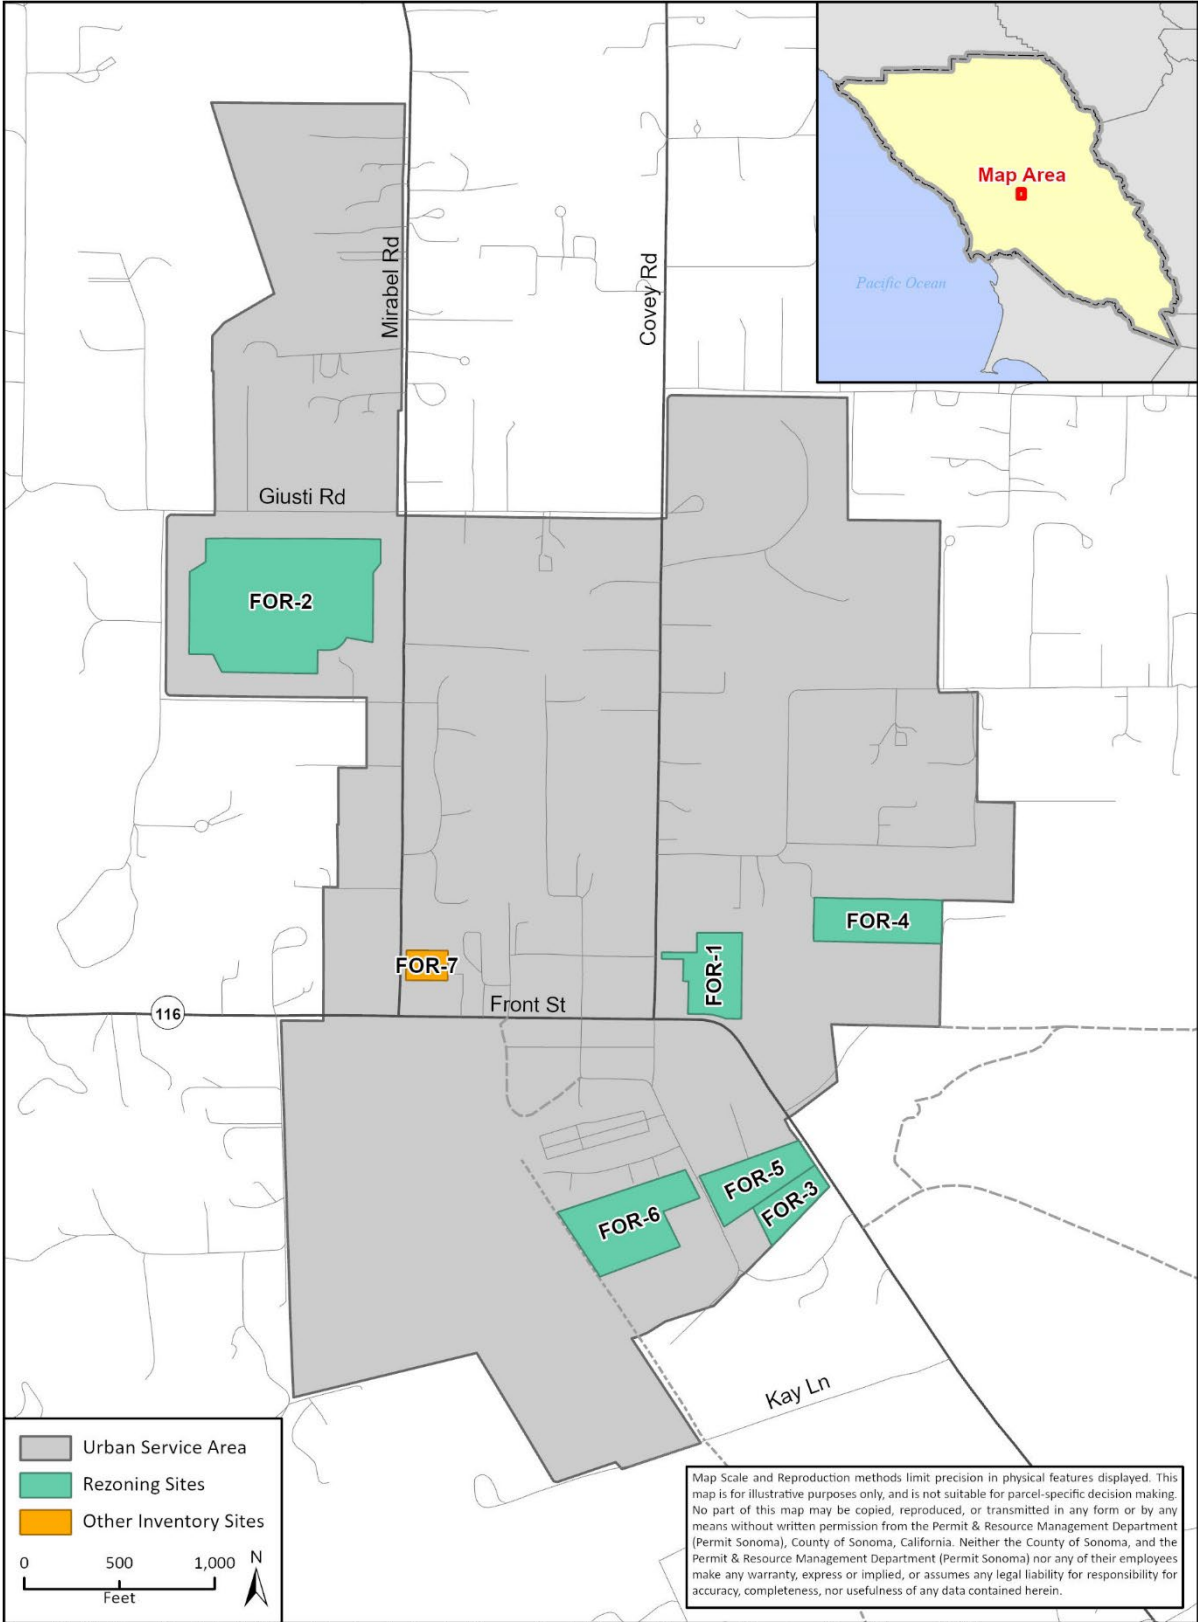 Map Area
Pacific Ocean
Mirabel Rd
Covey Rd
Giusti Rd
FOR-2
FOR-4
FOR-1
FOR-7
Front St
116
FOR-5
FOR-3
FOR-6
Kay Ln
Urban Service Area
Rezoning Sites
Other Inventory Sites
0 500 1,000
Feet
N
Map Scale and Reproduction methods limit precision in physical features displayed. This
map is for illustrative purposes only, and is not suitable for parcel-specific decision making.
No part of this map may be copied, reproduced, or transmitted in any form or by any
means without written permission from the Permit & Resource Management Department
(Permit Sonoma), County of Sonoma, California. Neither the County of Sonoma, and the
Permit & Resource Management Department (Permit Sonoma) nor any of their employees
make any warranty, express or implied, or assumes any legal liability for responsibility for
accuracy, completeness, nor usefulness of any data contained herein.